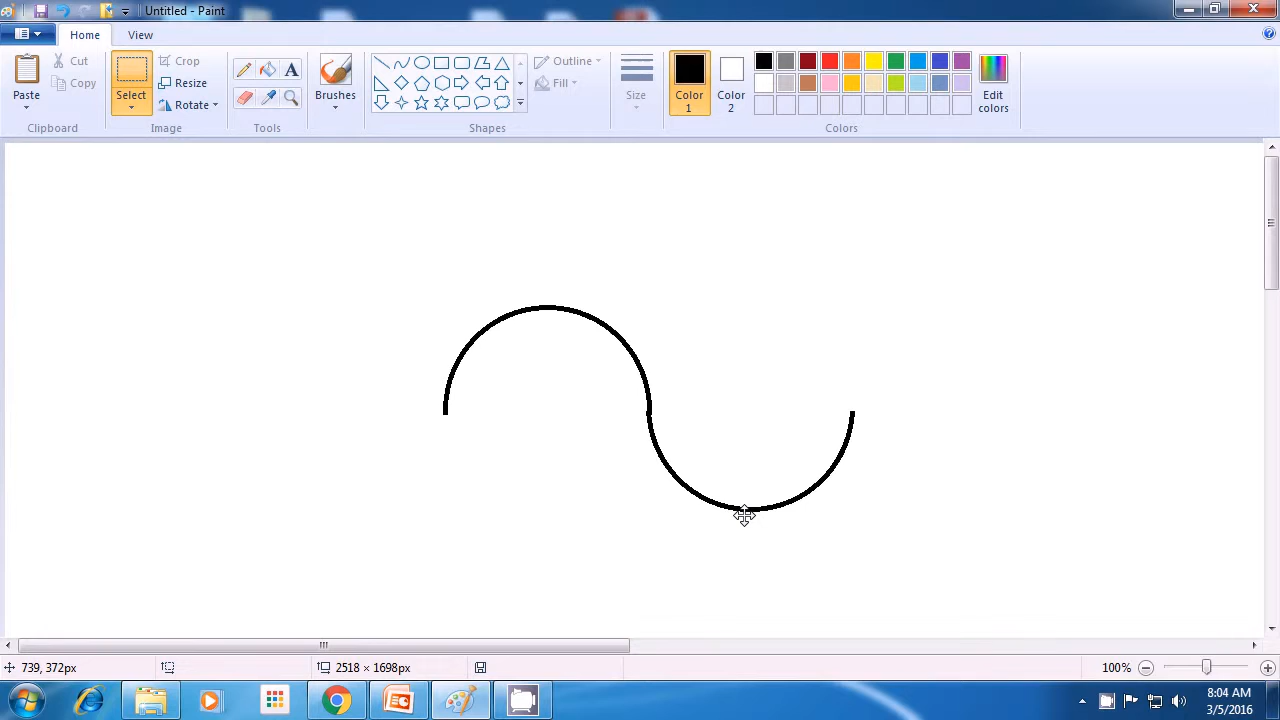 Untitled - Paint
Home
View
Paste
Cut
Copy
Clipboard
Select
Crop
Resize
Rotate
Image
A
Tools
Brushes
Shapes
Outline
Fill
Size
Color
1
Color
2
Edit
colors
Colors
739, 372px
2518 × 1698px
100%
8:04 AM
3/5/2016